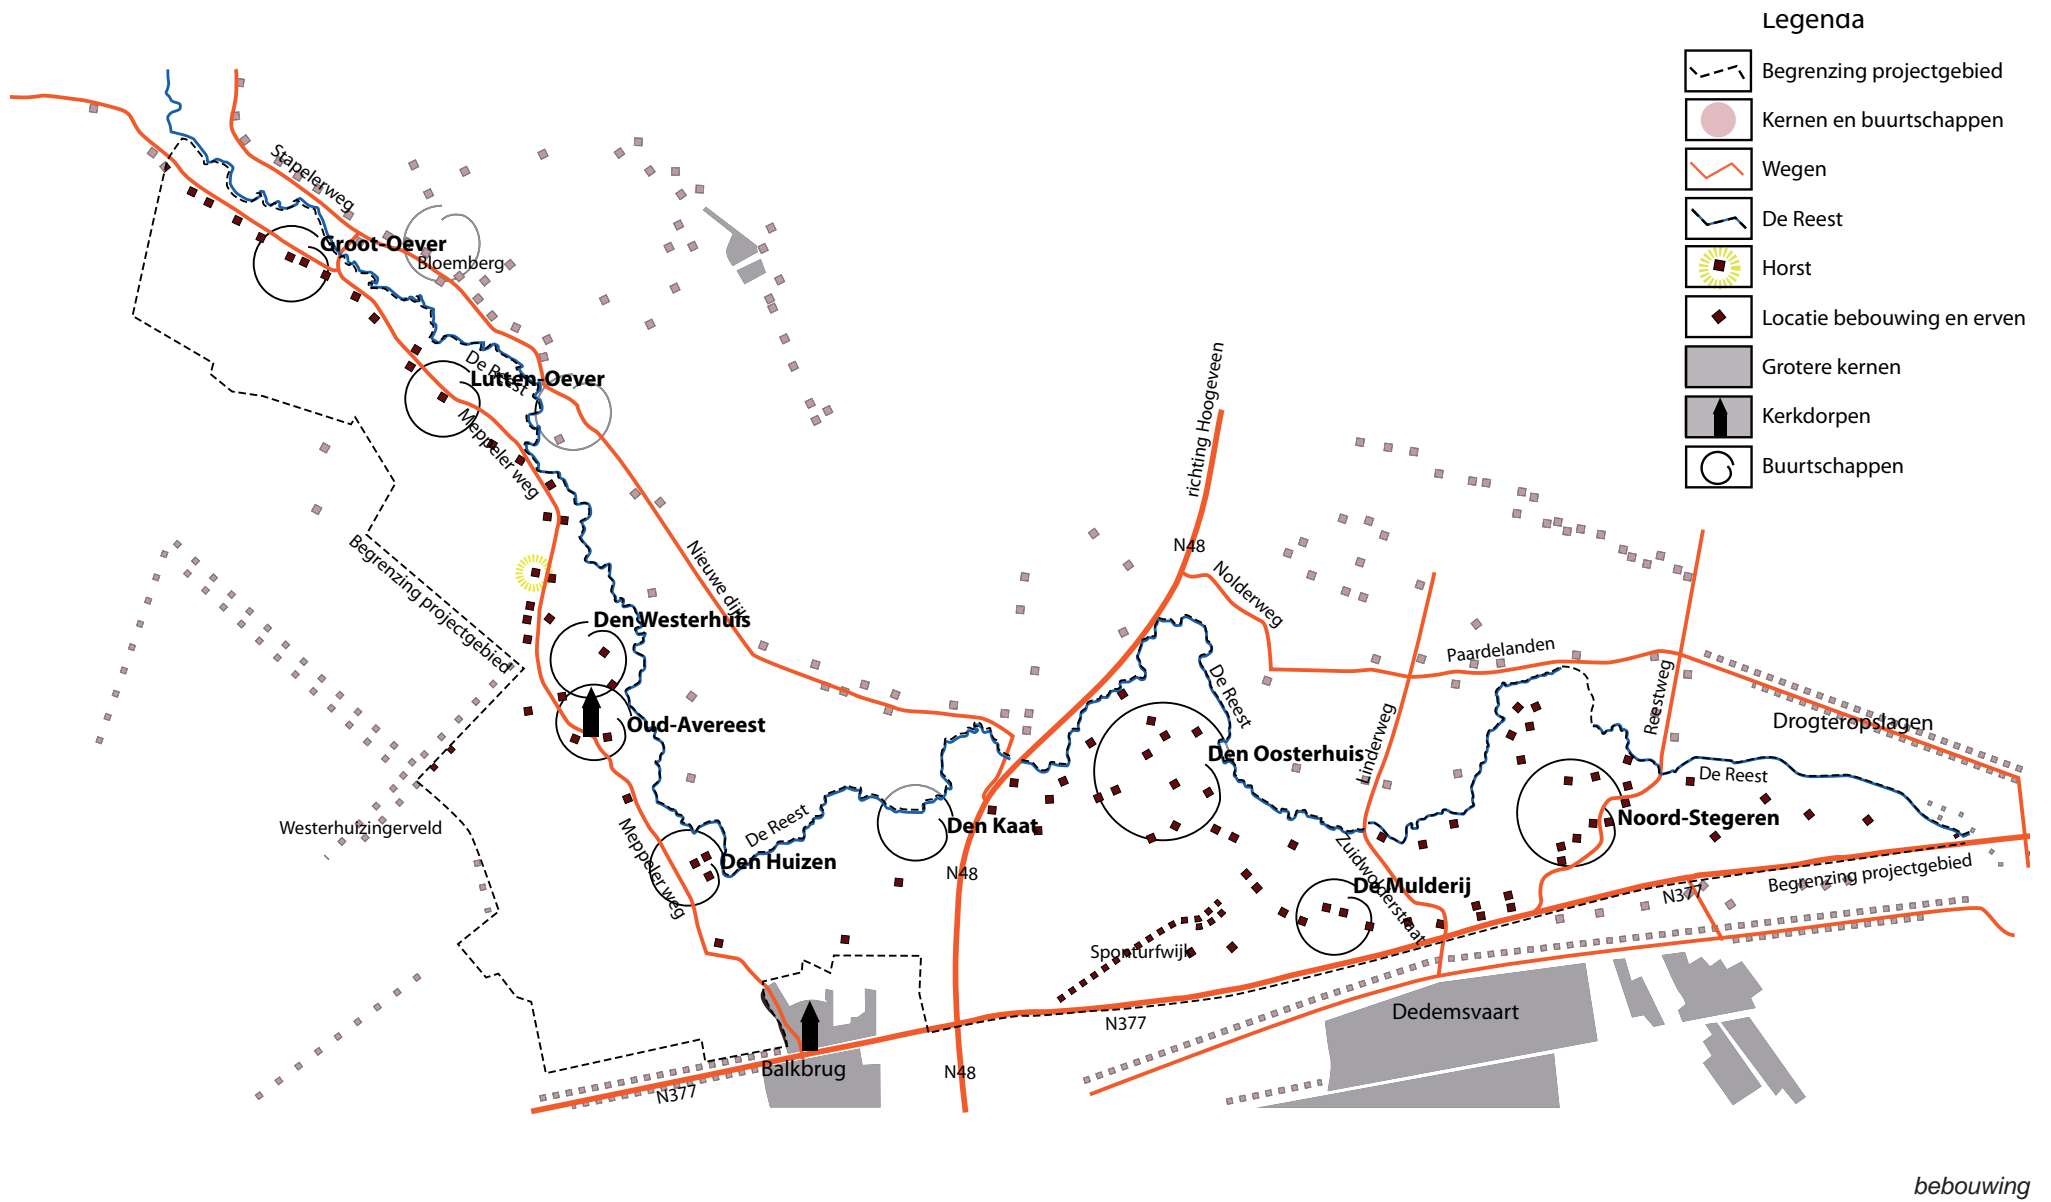 Legenda
Begrenzing projectgebied
Kernen en buurtschappen
Wegen
De Reest
Horst
Locatie bebouwing en erven
Grotere kernen
Kerkdorpen
Buurtschappen
Stapelerweg
Groot-Oever
Bloemberg
De Reest
Lutten-Oever
Meppeler weg
richting Hoogeveen
Begrenzing projectgebied
Nieuwe dijk
N48
Nolderweg
Den Westerhuis
Paardelanden
De Reest
Reestweg
Oud-Avereest
Linderweg
Drogteropslagen
Den Oosterhuis
De Reest
Westerhuizingerveld
Meppeler weg
De Reest
Den Kaat
Noord-Stegeren
Den Huizen
N48
Zuidwolderstraat
De Mulderij
Begrenzing projectgebied
N377
Sponturfwijk
Dedemsvaart
N377
Balkbrug
N48
N377
bebouwing